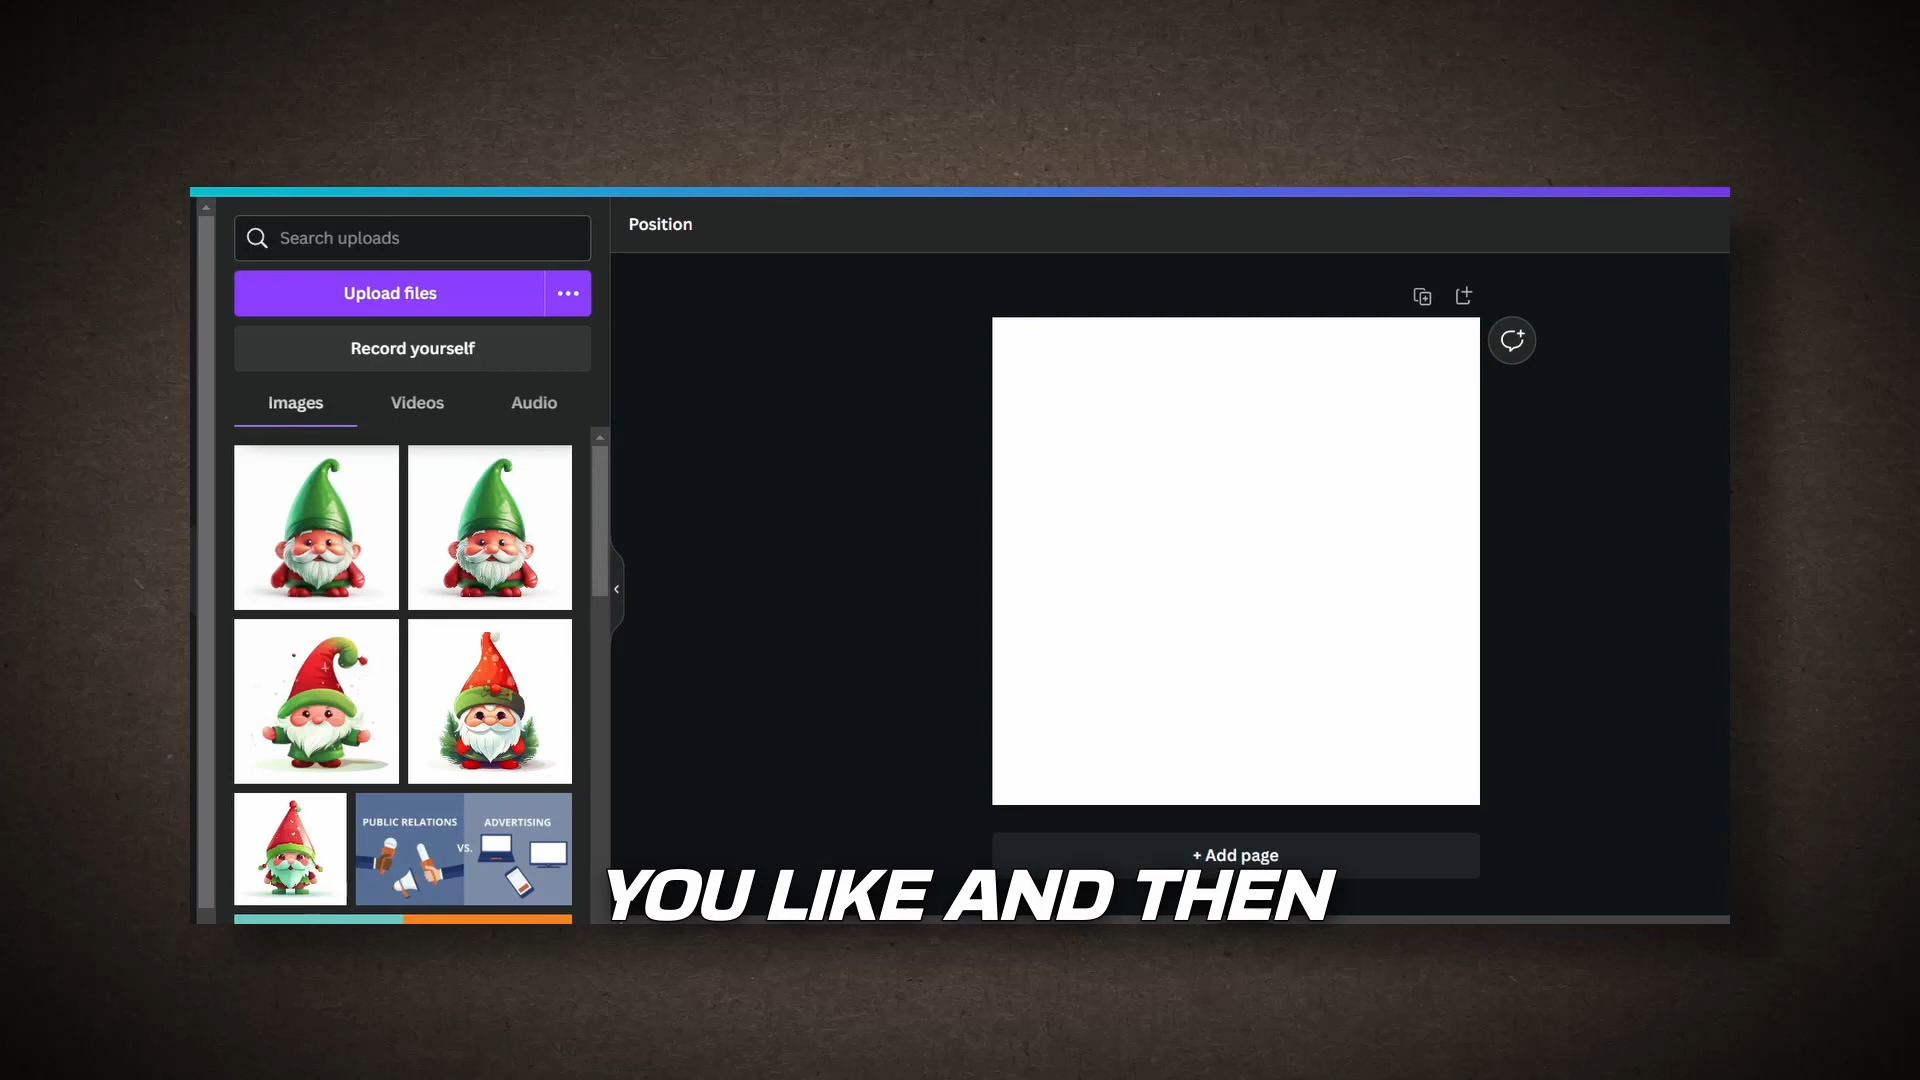 Search uploads
Position
Upload files
Record yourself
Images
Videos
Audio
PUBLIC RELATIONS
VS.
ADVERTISING
+ Add page
YOU LIKE AND THEN